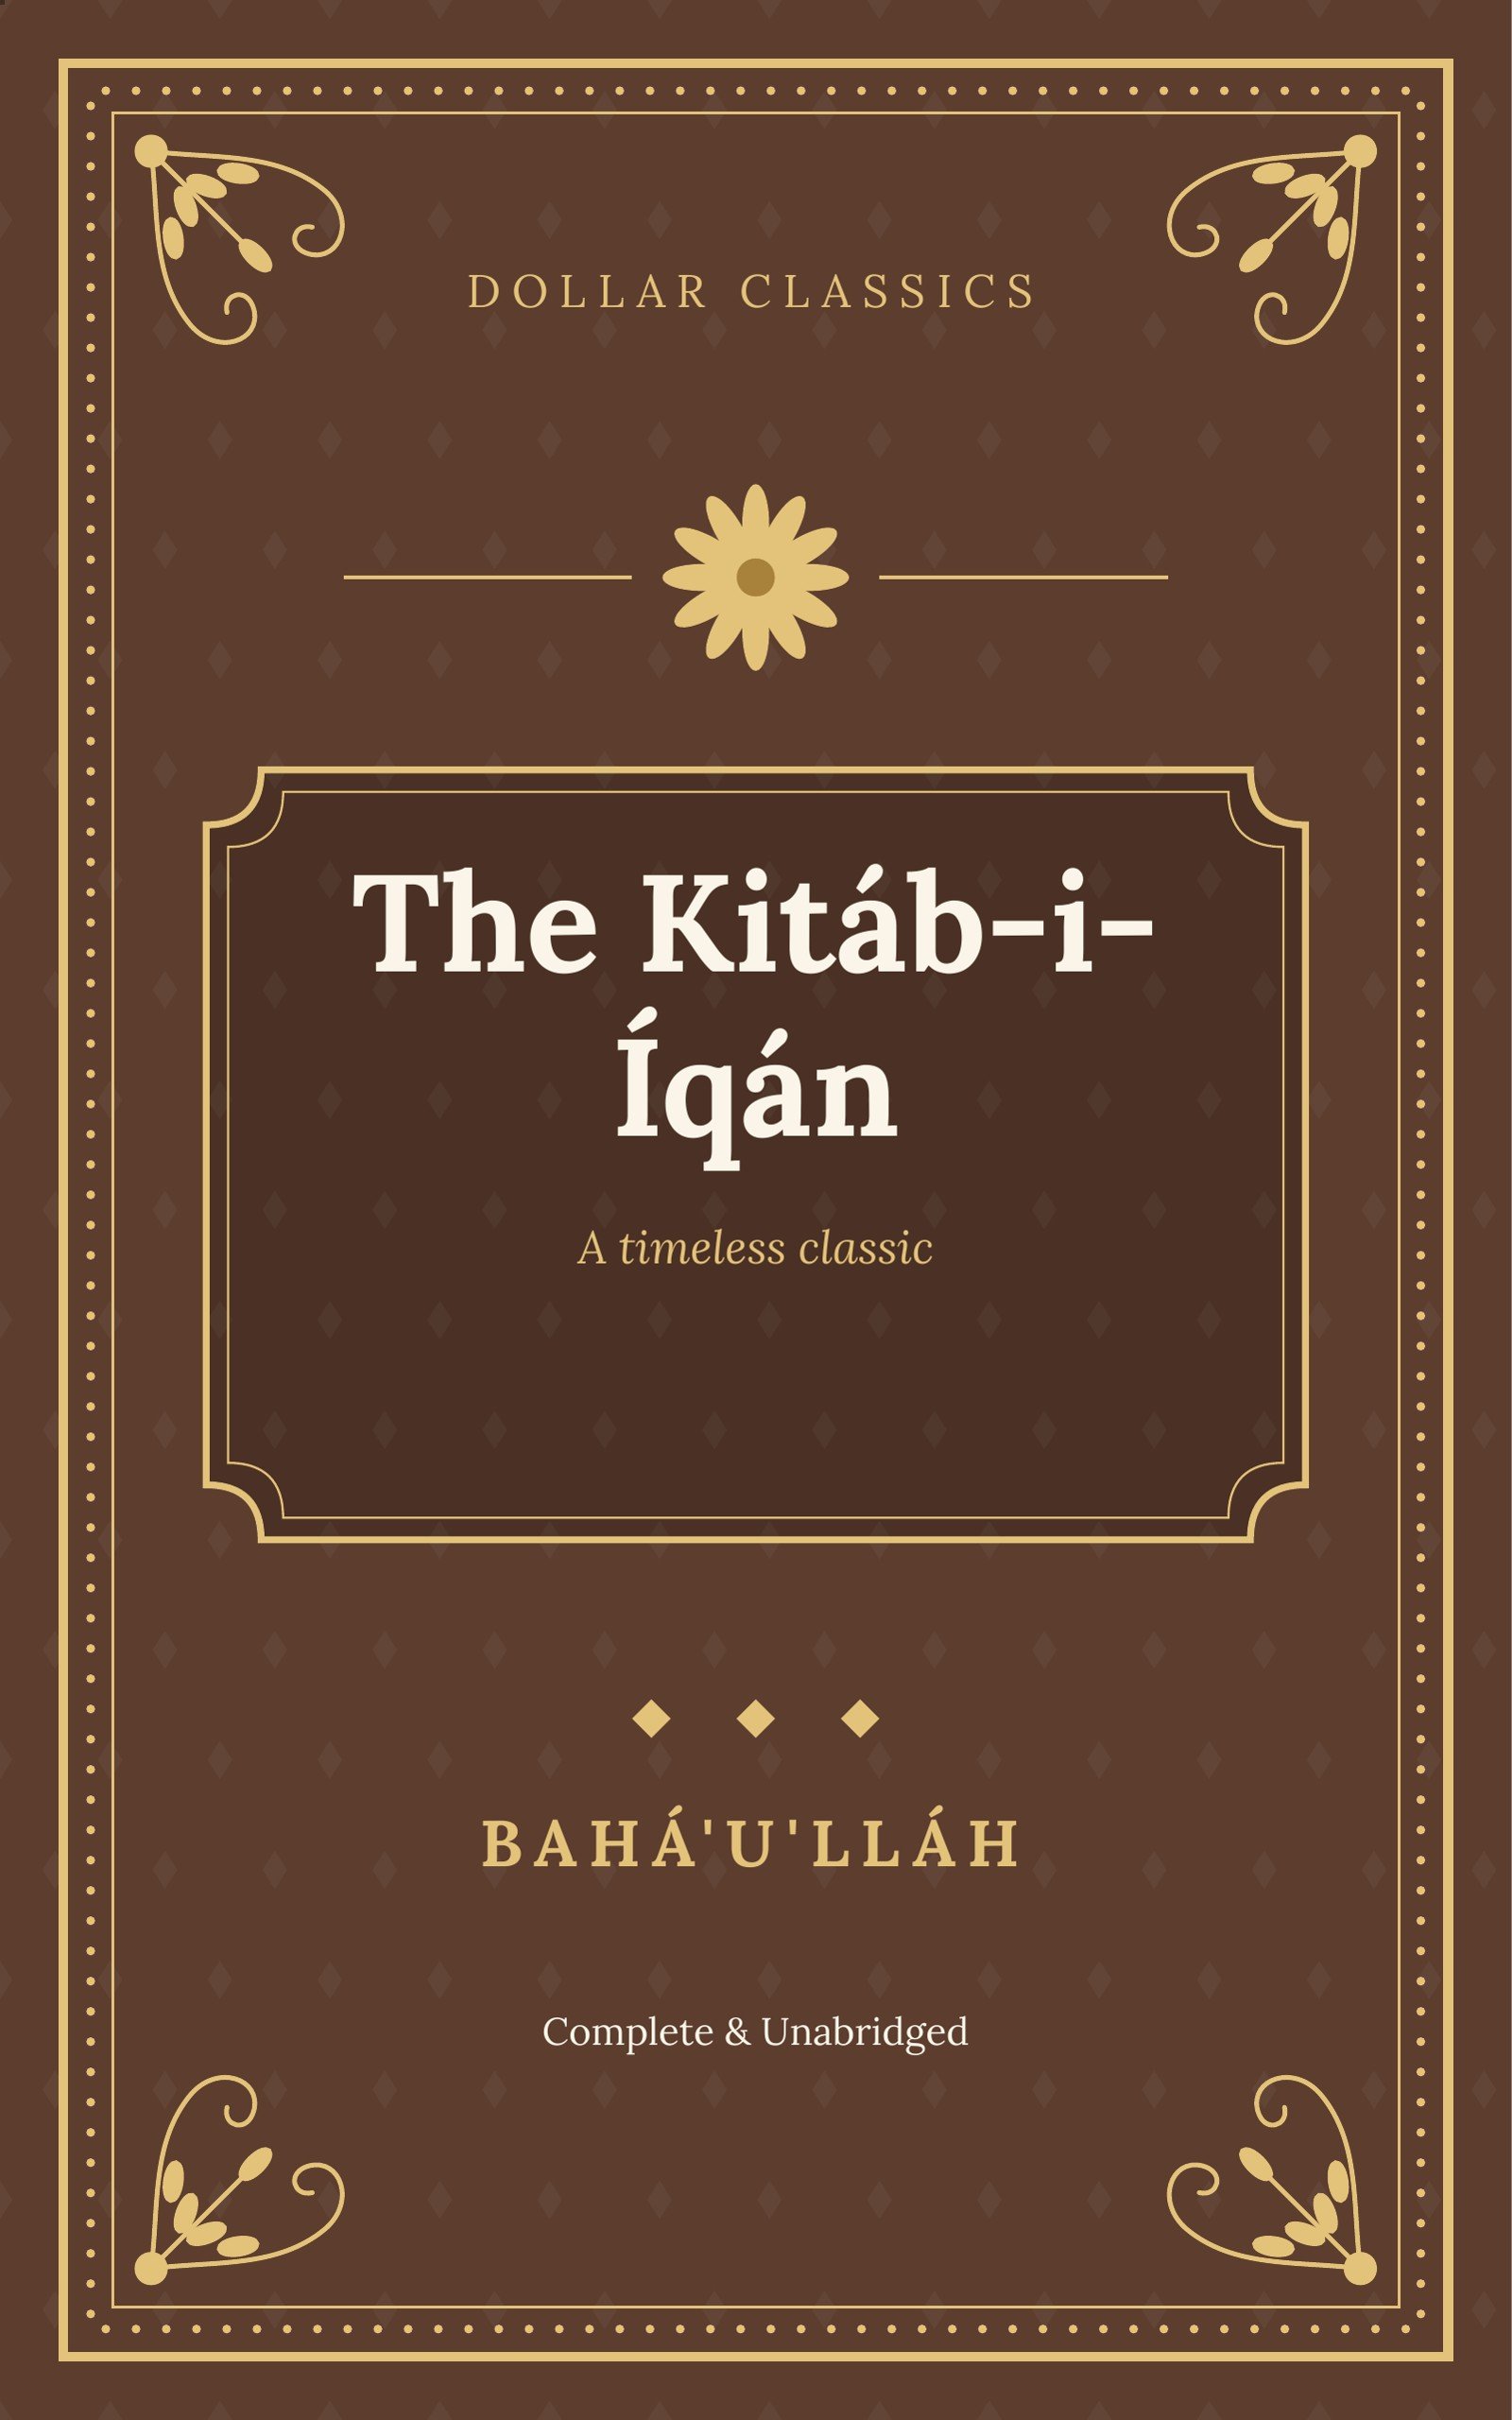 DOLLAR CLASSICS
The Kitáb-i-
Íqán
A timeless classic
BAHÁ'U'LLÁH
Complete & Unabridged